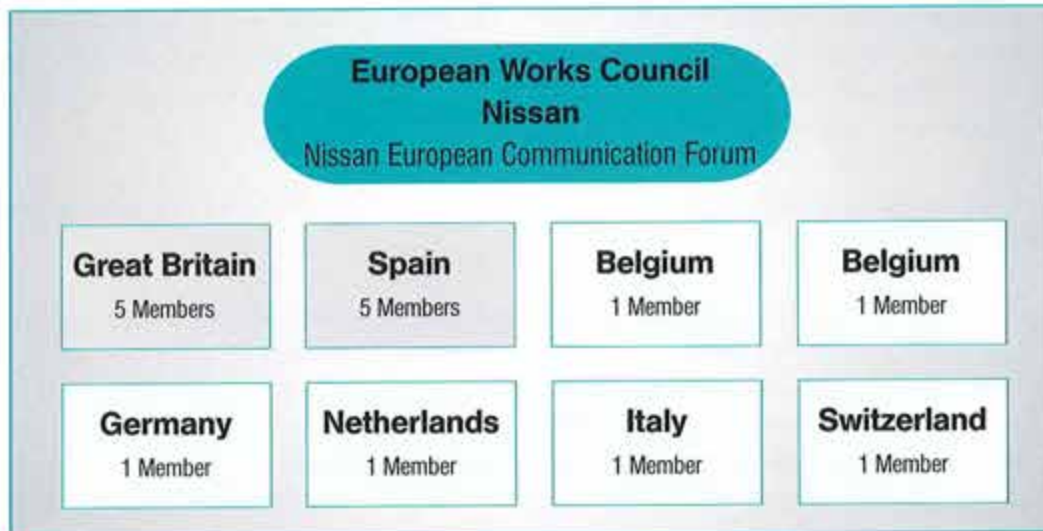 European Works Council
Nissan
Nissan European Communication Forum
Great Britain
5 Members
Spain
5 Members
Belgium
1 Member
Belgium
1 Member
Germany
1 Member
Netherlands
1 Member
Italy
1 Member
Switzerland
1 Member